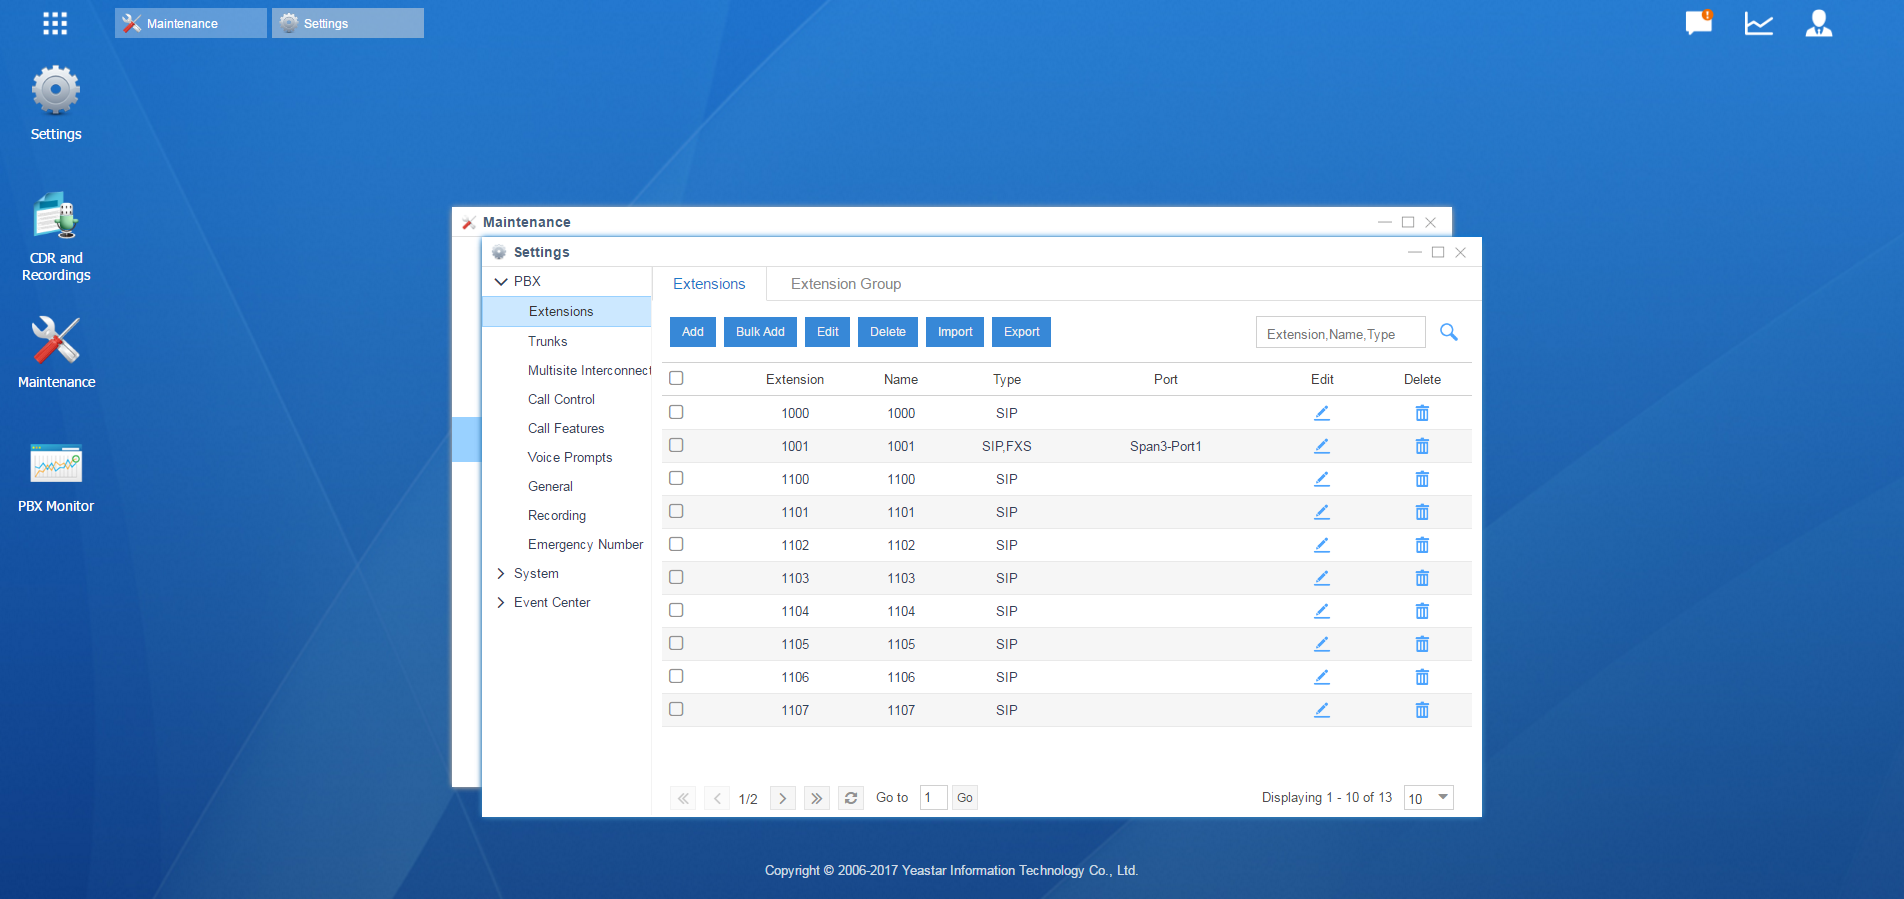 Maintenance
Settings
!
Settings
CDR and
Recordings
Maintenance
PBX Monitor
Maintenance
Settings
PBX
Extensions
Trunks
Multisite Interconnect
Call Control
Call Features
Voice Prompts
General
Recording
Emergency Number
System
Event Center
Extensions Extension Group
Add Bulk Add Edit Delete Import Export Extension,Name,Type
Extension Name Type Port Edit Delete
1000 1000 SIP
1001 1001 SIP,FXS Span3-Port1
1100 1100 SIP
1101 1101 SIP
1102 1102 SIP
1103 1103 SIP
1104 1104 SIP
1105 1105 SIP
1106 1106 SIP
1107 1107 SIP
1/2 Go to 1 Go Displaying 1 - 10 of 13 10
Copyright © 2006-2017 Yeastar Information Technology Co., Ltd.